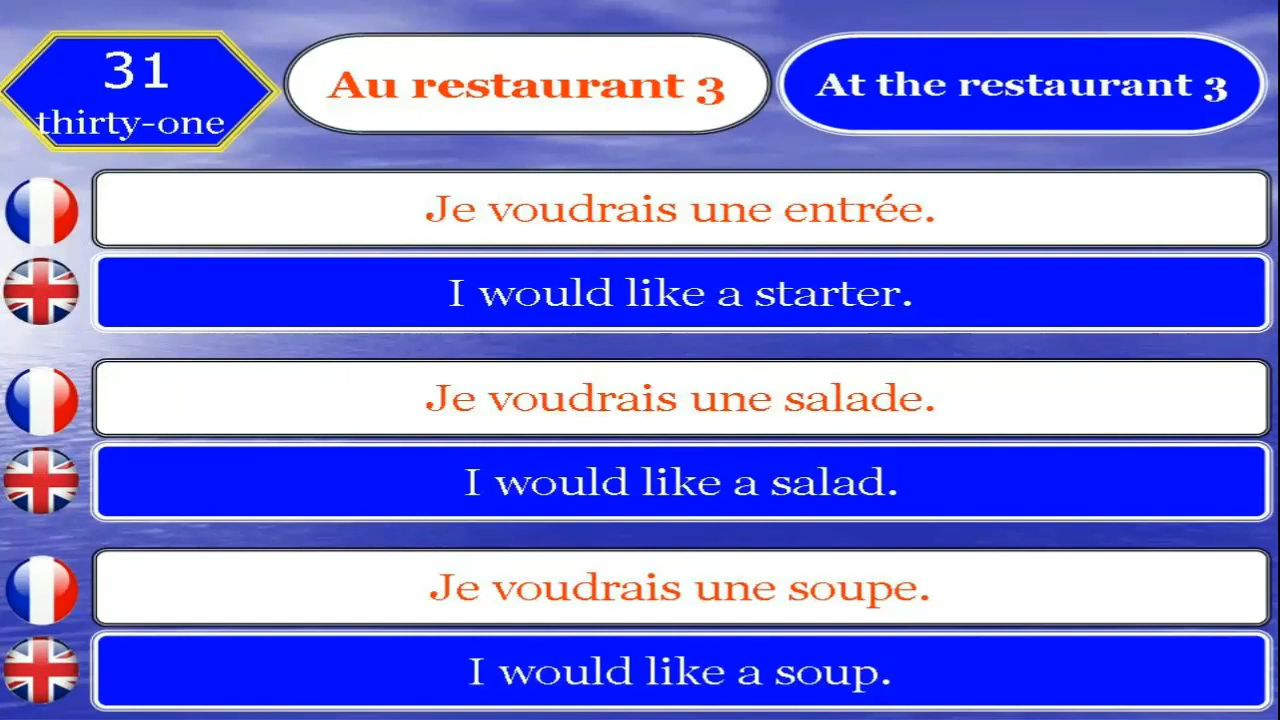 31
thirty-one
Au restaurant 3
At the restaurant 3
Je voudrais une entrée.
I would like a starter.
Je voudrais une salade.
I would like a salad.
Je voudrais une soupe.
I would like a soup.